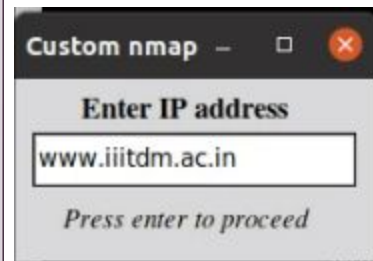 Custom nmap
Enter IP address
www.iiitdm.ac.in
Press enter to proceed